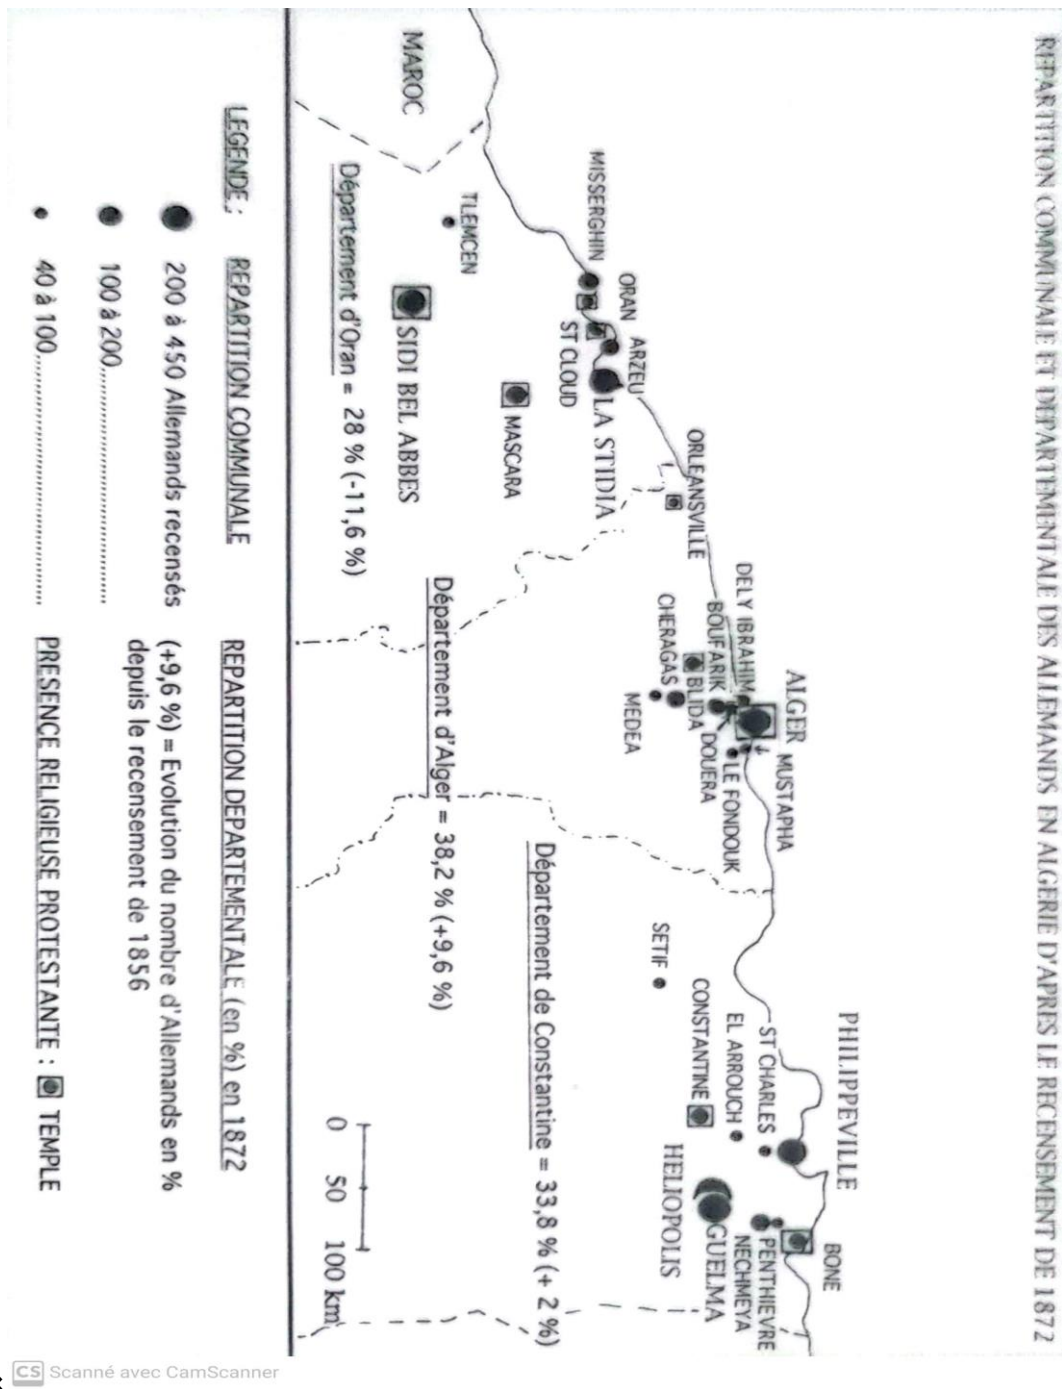 REPARTITION COMMUNALE ET DEPARTEMENTALE DES ALLEMANDS EN ALGERIE D'APRES LE RECENSEMENT DE 1872
PHILIPPEVILLE
BONE
ALGER
MUSTAPHA
ST CHARLES
PENTHIEVRE
DELY IBRAHIM
EL ARROUCH
NECHMEYA
BOUFARIK
LE FONDOUK
GUELMA
ORLEANSVILLE
BLIDA
DOUERA
CONSTANTINE
CHERAGAS
SETIF
HELIOPOLIS
MEDEA
ORAN
ARZEU
MISSERGHIN
LA STIDIA
ST CLOUD
Département de Constantine = 33,8 % (+ 2 %)
MASCARA
TLEMCEN
Département d'Alger = 38,2 % (+9,6 %)
MAROC
SIDI BEL ABBES
Département d'Oran = 28 % (-11,6 %)
0 50 100 km
LEGENDE : REPARTITION COMMUNALE REPARTITION DEPARTEMENTALE (en %) en 1872
200 à 450 Allemands recensés (+9,6 %) = Evolution du nombre d'Allemands en %
depuis le recensement de 1856
100 à 200..............................
40 à 100................................ PRESENCE RELIGIEUSE PROTESTANTE : TEMPLE
CS Scanné avec CamScanner